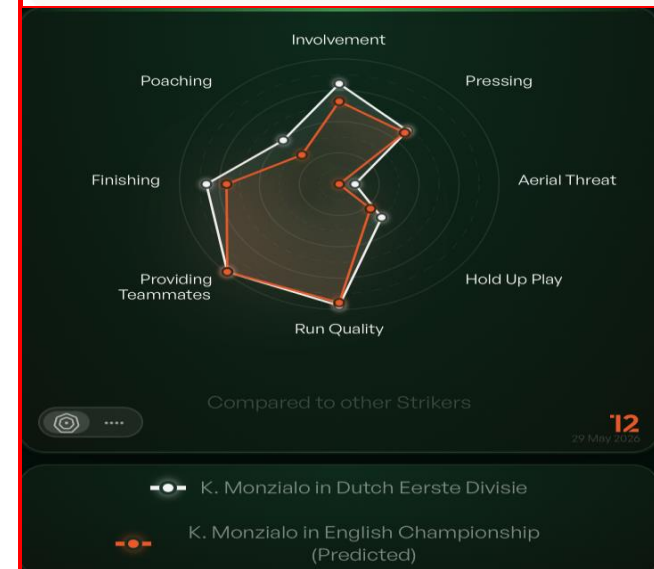 Involvement
Poaching
Pressing
Finishing
Aerial Threat
Providing
Teammates
Hold Up Play
Run Quality
Compared to other Strikers
'12
29 May 2026
K. Monzialo in Dutch Eerste Divisie
K. Monzialo in English Championship
(Predicted)